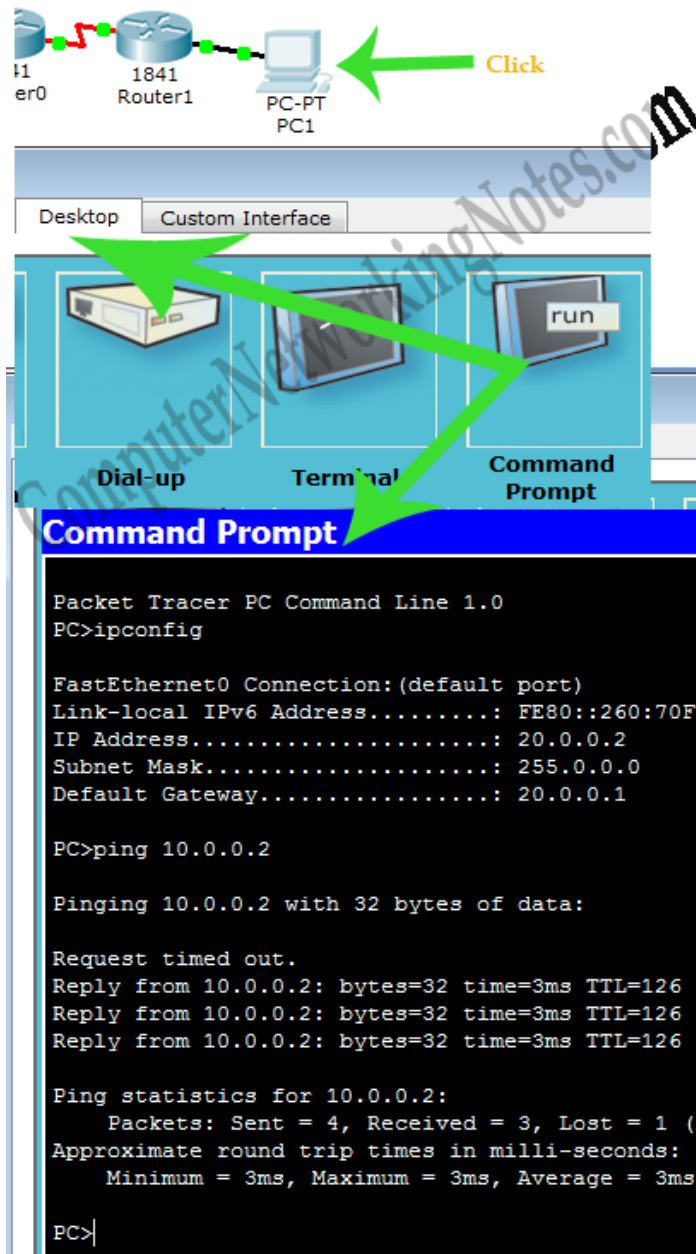 41
er0
1841
Router1
PC-PT
PC1
Click
Desktop
Custom Interface
run
Dial-up
Terminal
Command
Prompt
ComputerNetworkingNotes.com
Command Prompt
Packet Tracer PC Command Line 1.0
PC>ipconfig
FastEthernet0 Connection:(default port)
Link-local IPv6 Address.........: FE80::260:70F
IP Address......................: 20.0.0.2
Subnet Mask.....................: 255.0.0.0
Default Gateway.................: 20.0.0.1
PC>ping 10.0.0.2
Pinging 10.0.0.2 with 32 bytes of data:
Request timed out.
Reply from 10.0.0.2: bytes=32 time=3ms TTL=126
Reply from 10.0.0.2: bytes=32 time=3ms TTL=126
Reply from 10.0.0.2: bytes=32 time=3ms TTL=126
Ping statistics for 10.0.0.2:
Packets: Sent = 4, Received = 3, Lost = 1 (
Approximate round trip times in milli-seconds:
Minimum = 3ms, Maximum = 3ms, Average = 3ms
PC>